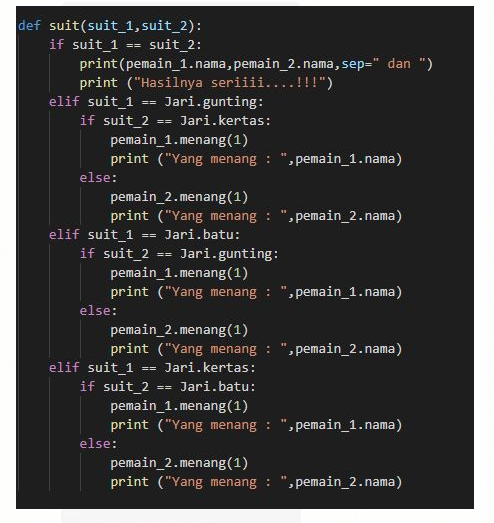 def suit(suit_1,suit_2):
    if suit_1 == suit_2:
        print(pemain_1.nama,pemain_2.nama,sep=" dan ")
        print ("Hasilnya seriiii....!!!")
    elif suit_1 == Jari.gunting:
        if suit_2 == Jari.kertas:
            pemain_1.menang(1)
            print ("Yang menang : ",pemain_1.nama)
        else:
            pemain_2.menang(1)
            print ("Yang menang : ",pemain_2.nama)
    elif suit_1 == Jari.batu:
        if suit_2 == Jari.gunting:
            pemain_1.menang(1)
            print ("Yang menang : ",pemain_1.nama)
        else:
            pemain_2.menang(1)
            print ("Yang menang : ",pemain_2.nama)
    elif suit_1 == Jari.kertas:
        if suit_2 == Jari.batu:
            pemain_1.menang(1)
            print ("Yang menang : ",pemain_1.nama)
        else:
            pemain_2.menang(1)
            print ("Yang menang : ",pemain_2.nama)